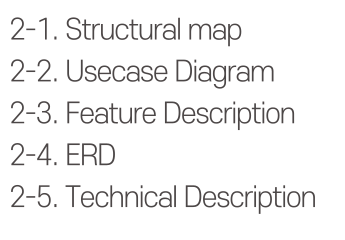 2-1. Structural map
2-2. Usecase Diagram
2-3. Feature Description
2-4. ERD
2-5. Technical Description